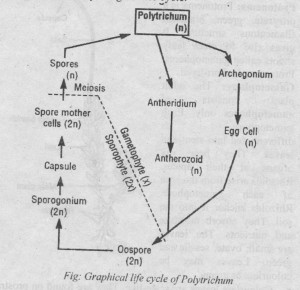 Polytrichum
(n)
Spores
(n)
Meiosis
Archegonium
Antheridium
Spore mother
cells (2n)
Gametophyte (x)
Sporophyte (2x)
Egg Cell
(n)
Capsule
Antherozoid
(n)
Sporogonium
(2n)
Oospore
(2n)
Fig: Graphical life cycle of Polytrichum